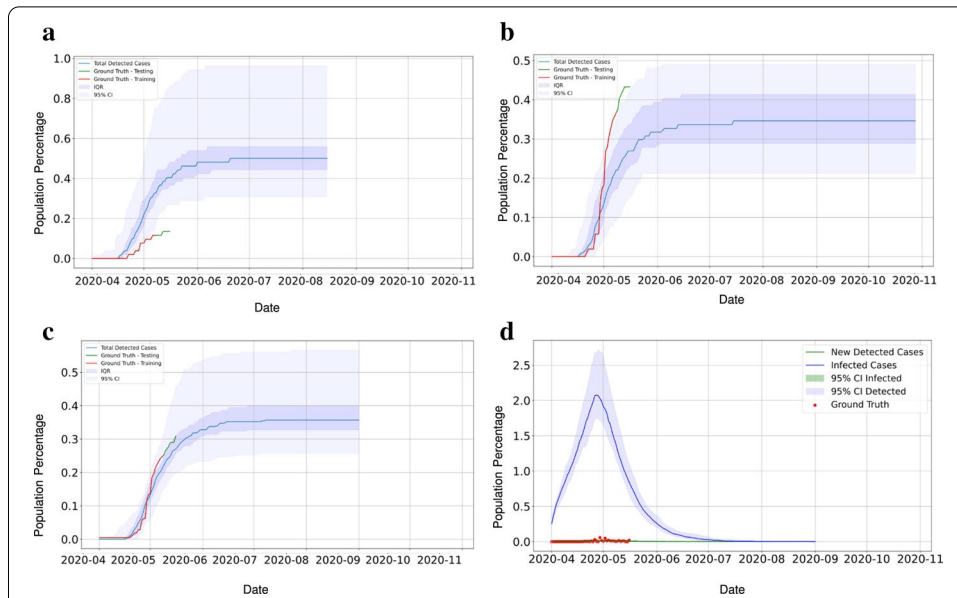 a
1.0
0.8
0.6
0.4
0.2
0.0
Population Percentage
Total Detected Cases
Ground Truth - Testing
Ground Truth - Training
IQR
95% CI
2020-04 2020-05 2020-06 2020-07 2020-08 2020-09 2020-10 2020-11
Date
b
0.5
0.4
0.3
0.2
0.1
0.0
Population Percentage
Total Detected Cases
Ground Truth - Testing
Ground Truth - Training
IQR
95% CI
2020-04 2020-05 2020-06 2020-07 2020-08 2020-09 2020-10 2020-11
Date
c
0.5
0.4
0.3
0.2
0.1
0.0
Population Percentage
Total Detected Cases
Ground Truth - Testing
Ground Truth - Training
IQR
95% CI
2020-04 2020-05 2020-06 2020-07 2020-08 2020-09 2020-10 2020-11
Date
d
2.5
2.0
1.5
1.0
0.5
0.0
Population Percentage
New Detected Cases
Infected Cases
95% CI Infected
95% CI Detected
Ground Truth
2020-04 2020-05 2020-06 2020-07 2020-08 2020-09 2020-10 2020-11
Date